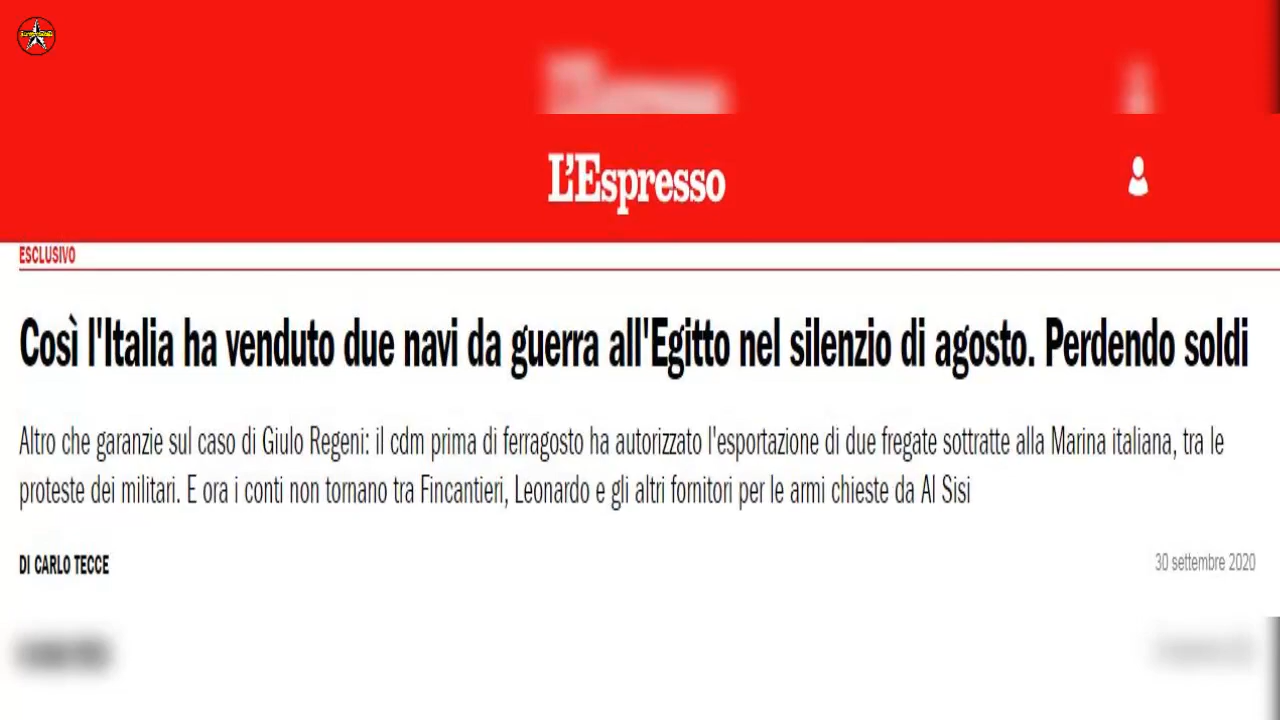 L'Espresso
ESCLUSIVO
Così l'Italia ha venduto due navi da guerra all'Egitto nel silenzio di agosto. Perdendo soldi
Altro che garanzie sul caso di Giulo Regeni: il cdm prima di ferragosto ha autorizzato l'esportazione di due fregate sottratte alla Marina italiana, tra le
proteste dei militari. E ora i conti non tornano tra Fincantieri, Leonardo e gli altri fornitori per le armi chieste da Al Sisi
DI CARLO TECCE
30 settembre 2020